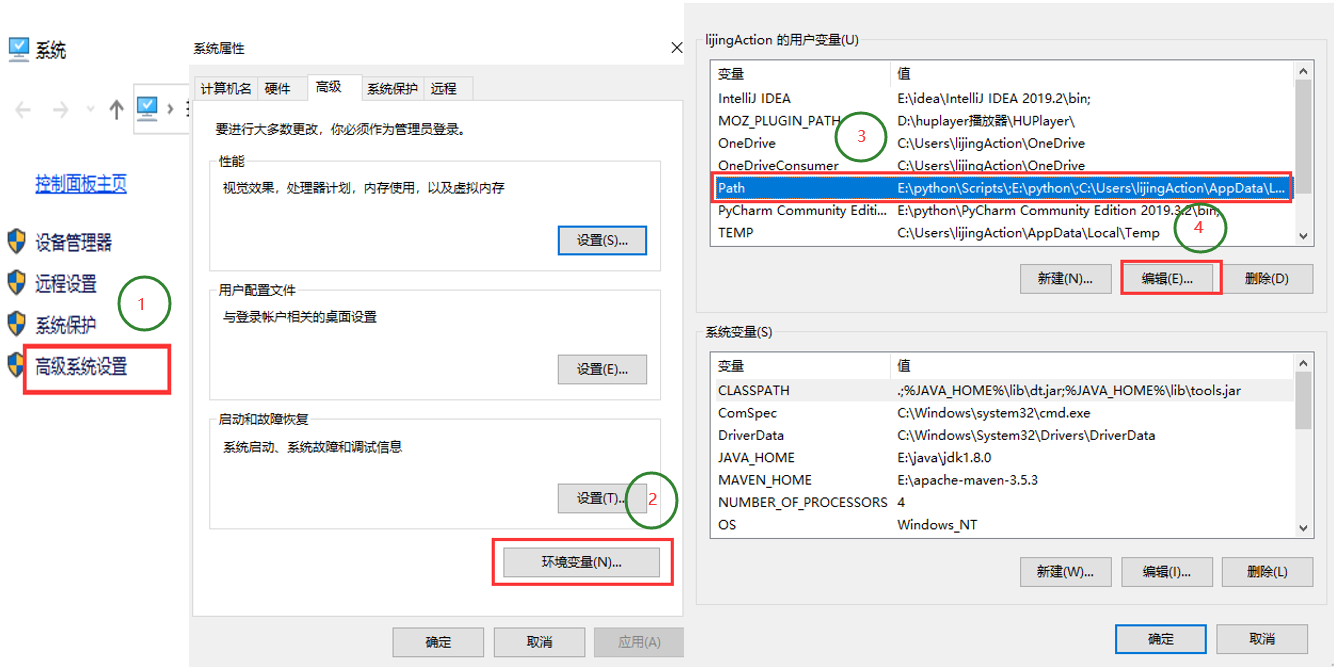 系统
控制面板主页
设备管理器
远程设置
系统保护
1
高级系统设置
系统属性
计算机名 硬件 高级 系统保护 远程
要进行大多数更改，你必须作为管理员登录。
性能
视觉效果，处理器计划，内存使用，以及虚拟内存
设置(S)...
用户配置文件
与登录帐户相关的桌面设置
设置(E)...
启动和故障恢复
系统启动、系统故障和调试信息
设置(T)...
2
环境变量(N)...
确定 取消 应用(A)
lijingAction 的用户变量(U)
变量 值
IntelliJ IDEA E:\idea\IntelliJ IDEA 2019.2\bin;
MOZ_PLUGIN_PATH D:\huplayer播放器\HUPlayer\
3
OneDrive C:\Users\lijingAction\OneDrive
OneDriveConsumer C:\Users\lijingAction\OneDrive
Path E:\python\Scripts\;E:\python\;C:\Users\lijingAction\AppData\L...
PyCharm Community Editi... E:\python\PyCharm Community Edition 2019.3.2\bin;
TEMP C:\Users\lijingAction\AppData\Local\Temp
4
新建(N)... 编辑(E)... 删除(D)
系统变量(S)
变量 值
CLASSPATH .;%JAVA_HOME%\lib\dt.jar;%JAVA_HOME%\lib\tools.jar
ComSpec C:\Windows\system32\cmd.exe
DriverData C:\Windows\System32\Drivers\DriverData
JAVA_HOME E:\java\jdk1.8.0
MAVEN_HOME E:\apache-maven-3.5.3
NUMBER_OF_PROCESSORS 4
OS Windows_NT
新建(W)... 编辑(I)... 删除(L)
确定 取消